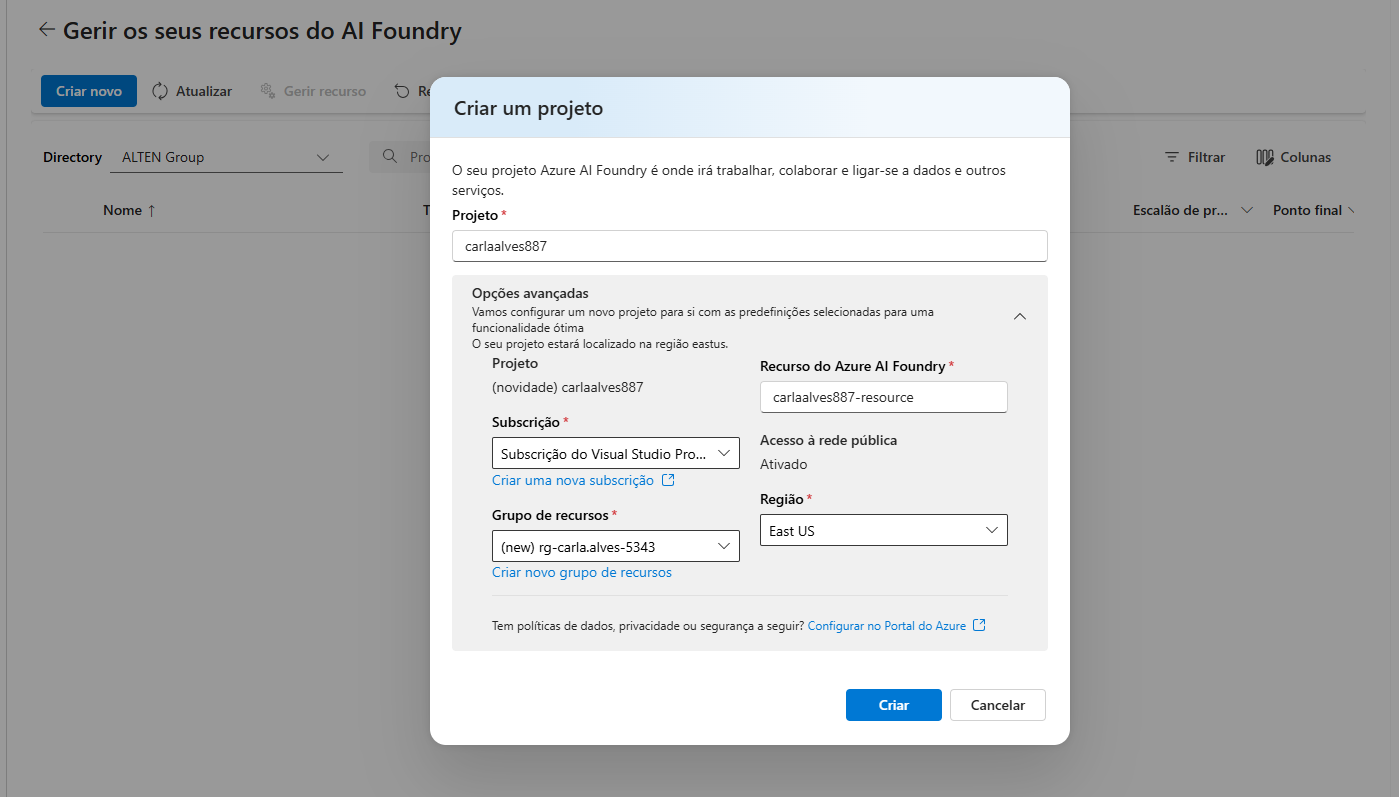 Gerir os seus recursos do AI Foundry
Criar novo
Atualizar
Gerir recurso
Criar um projeto
Directory
ALTEN Group
Filtrar
Colunas
Nome ↑
Escalão de pr...
Ponto final
O seu projeto Azure AI Foundry é onde irá trabalhar, colaborar e ligar-se a dados e outros
serviços.
Projeto *
carlaalves887
Opções avançadas
Vamos configurar um novo projeto para si com as predefinições selecionadas para uma
funcionalidade ótima
O seu projeto estará localizado na região eastus.
Projeto
(novidade) carlaalves887
Recurso do Azure AI Foundry *
carlaalves887-resource
Subscrição *
Subscrição do Visual Studio Pro...
Criar uma nova subscrição
Acesso à rede pública
Ativado
Grupo de recursos *
(new) rg-carla.alves-5343
Criar novo grupo de recursos
Região *
East US
Tem políticas de dados, privacidade ou segurança a seguir? Configurar no Portal do Azure
Criar
Cancelar